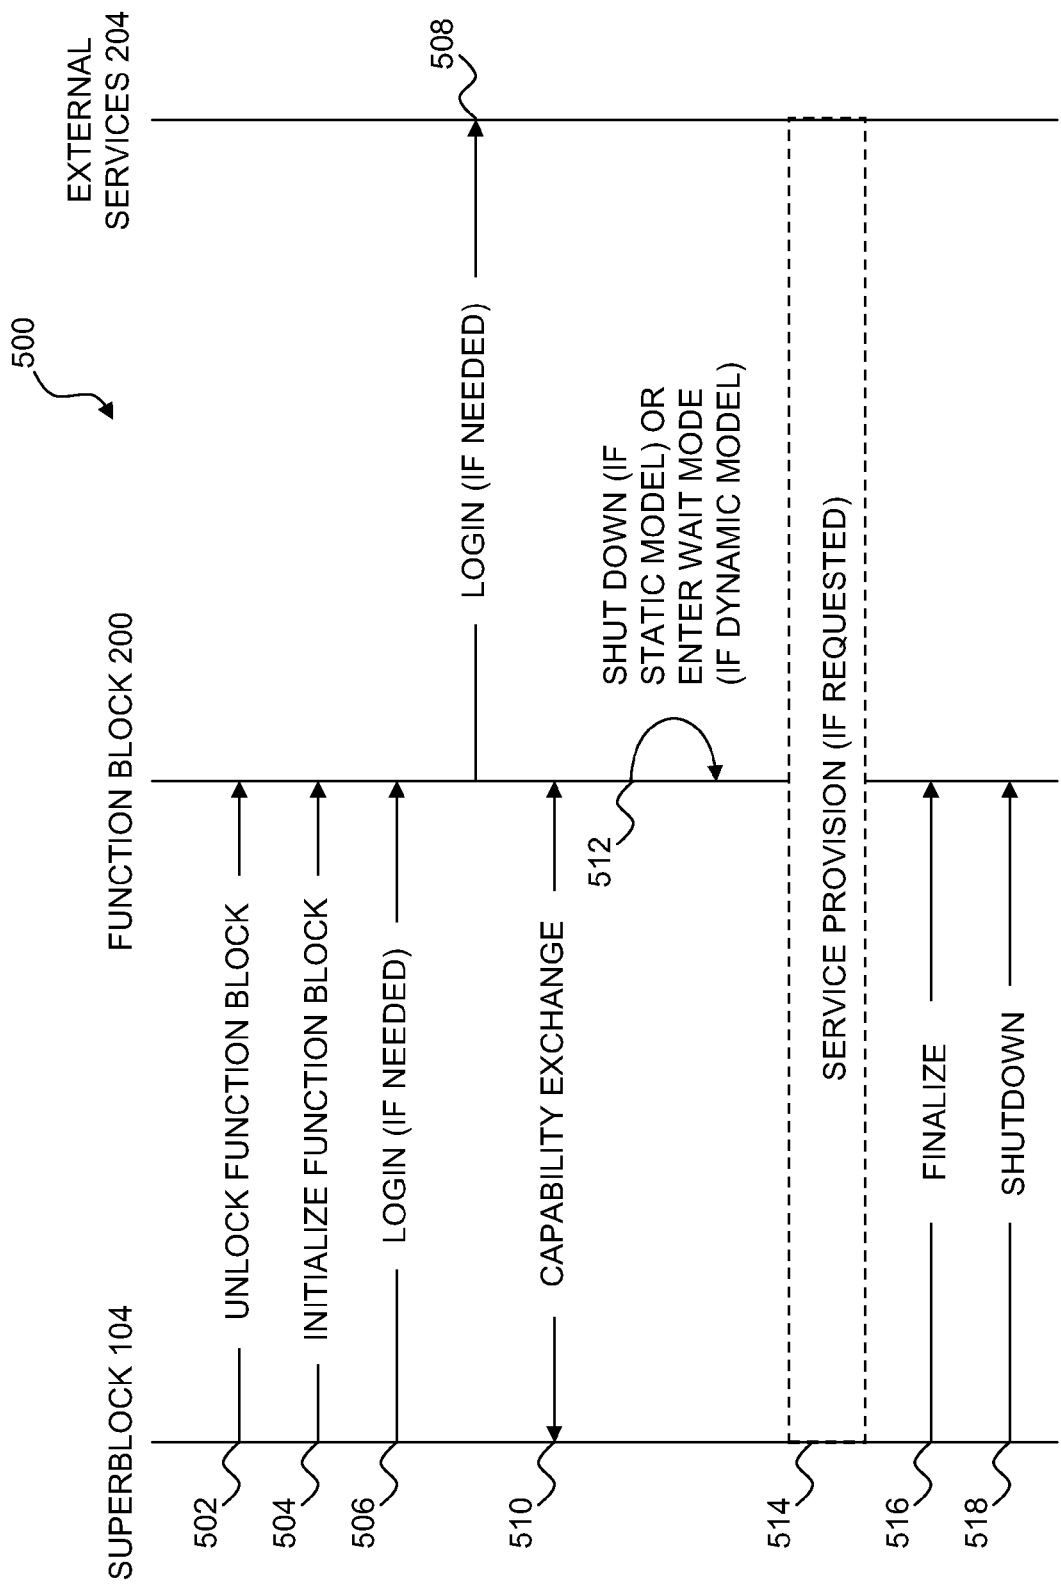 500
SUPERBLOCK 104
FUNCTION BLOCK 200
EXTERNAL
SERVICES 204
502
UNLOCK FUNCTION BLOCK
504
INITIALIZE FUNCTION BLOCK
506
LOGIN (IF NEEDED)
LOGIN (IF NEEDED)
508
510
CAPABILITY EXCHANGE
512
SHUT DOWN (IF
STATIC MODEL) OR
ENTER WAIT MODE
(IF DYNAMIC MODEL)
514
SERVICE PROVISION (IF REQUESTED)
516
FINALIZE
518
SHUTDOWN